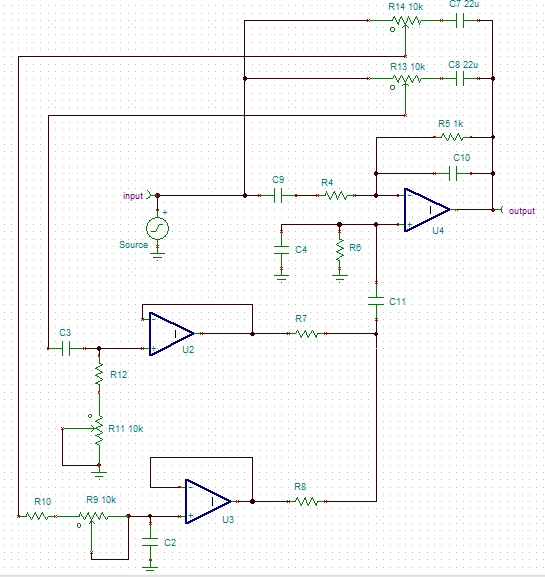 R14 10k C7 22u
R13 10k C8 22u
R5 1k
C10
C9 R4
input
output
U4
+
Source
C4 R6
C11
C3
U2
R7
R12
R11 10k
R8
R10 R9 10k
U3
C2